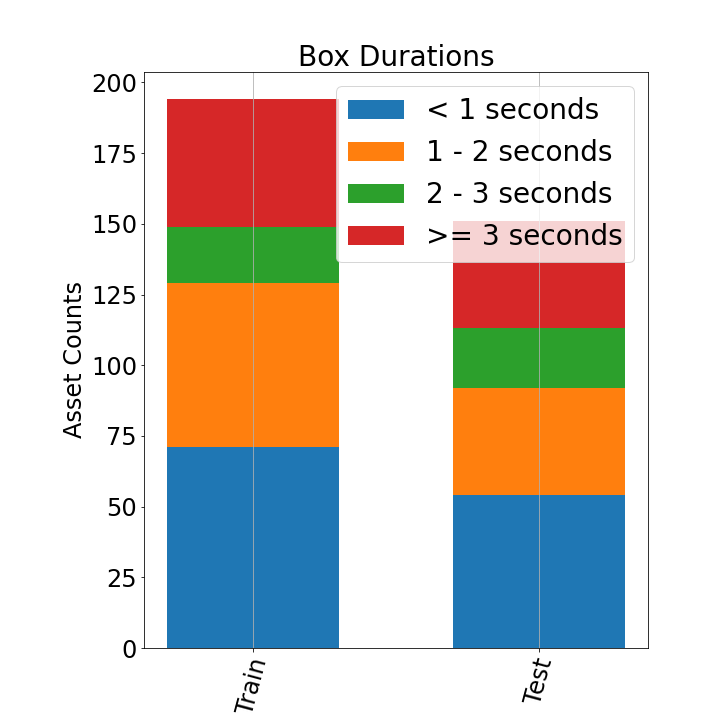 Box Durations
< 1 seconds
1 - 2 seconds
2 - 3 seconds
>= 3 seconds
Asset Counts
200
175
150
125
100
75
50
25
0
Train
Test